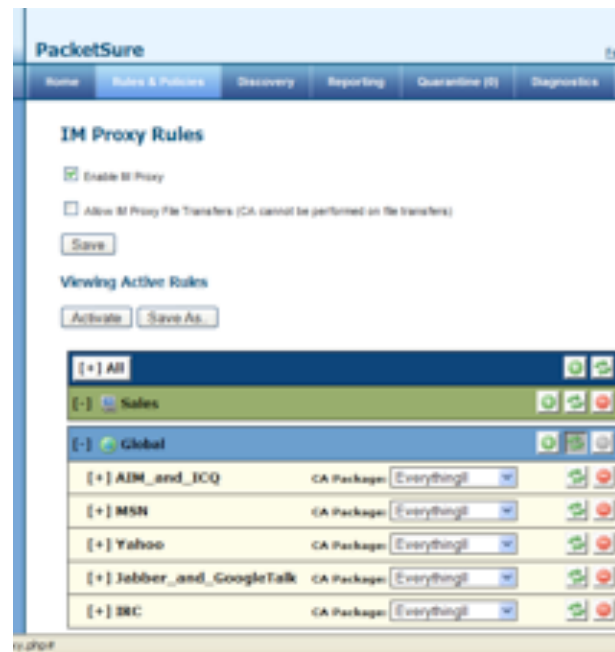 PacketSure
Home Rules & Policies Discovery Reporting Quarantine (0) Diagnostics
IM Proxy Rules
Enable IM Proxy
Allow IM Proxy File Transfers (CA cannot be performed on file transfers)
Save
Viewing Active Rules
Activate Save As..
[+] All
[-] Sales
[-] Global
[+] AIM_and_ICQ CA Package: Everything!!
[+] MSN CA Package: Everything!!
[+] Yahoo CA Package: Everything!!
[+] Jabber_and_GoogleTalk CA Package: Everything!!
[+] IRC CA Package: Everything!!
xy.php#